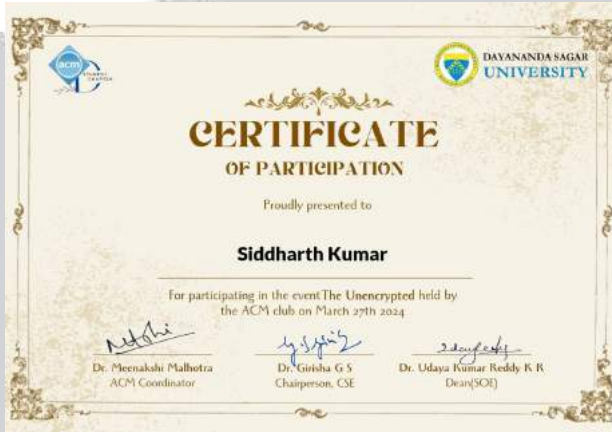 acm
STUDENT
CHAPTER
DAYANANDA SAGAR
UNIVERSITY
CERTIFICATE
OF PARTICIPATION
Proudly presented to
Siddharth Kumar
For participating in the event The Unencrypted held by
the ACM club on March 27th 2024
Dr. Meenakshi Malhotra
ACM Coordinator
Dr. Girisha G S
Chairperson, CSE
Dr. Udaya Kumar Reddy K R
Dean(SOE)